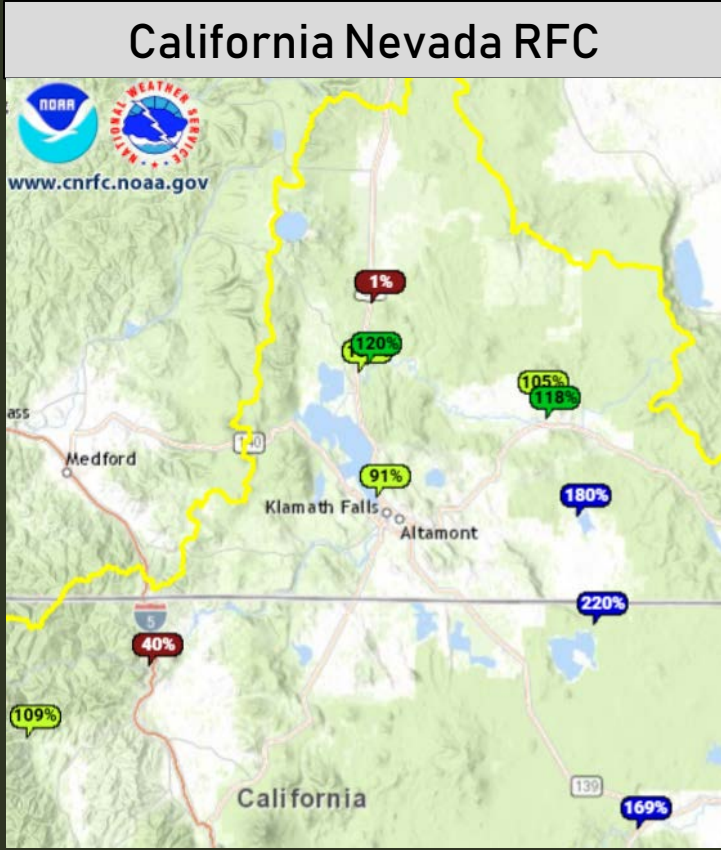 California Nevada RFC
NOAA
NATIONAL WEATHER SERVICE
www.cnrfc.noaa.gov
1%
120%
105%
118%
ass
Medford
91%
180%
Klamath Falls
Altamont
220%
5
40%
109%
California
139
169%